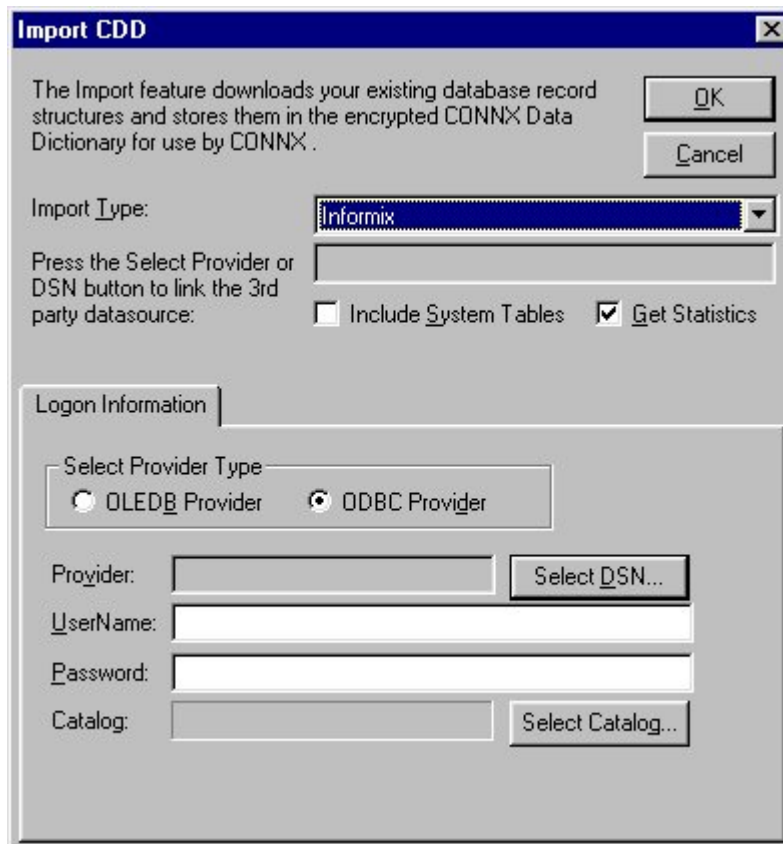 Import CDD
The Import feature downloads your existing database record
structures and stores them in the encrypted CONNX Data
Dictionary for use by CONNX .
OK
Cancel
Import Type:
Informix
Press the Select Provider or
DSN button to link the 3rd
party datasource:
Include System Tables
Get Statistics
Logon Information
Select Provider Type
OLEDB Provider
ODBC Provider
Provider:
Select DSN...
UserName:
Password:
Catalog:
Select Catalog...